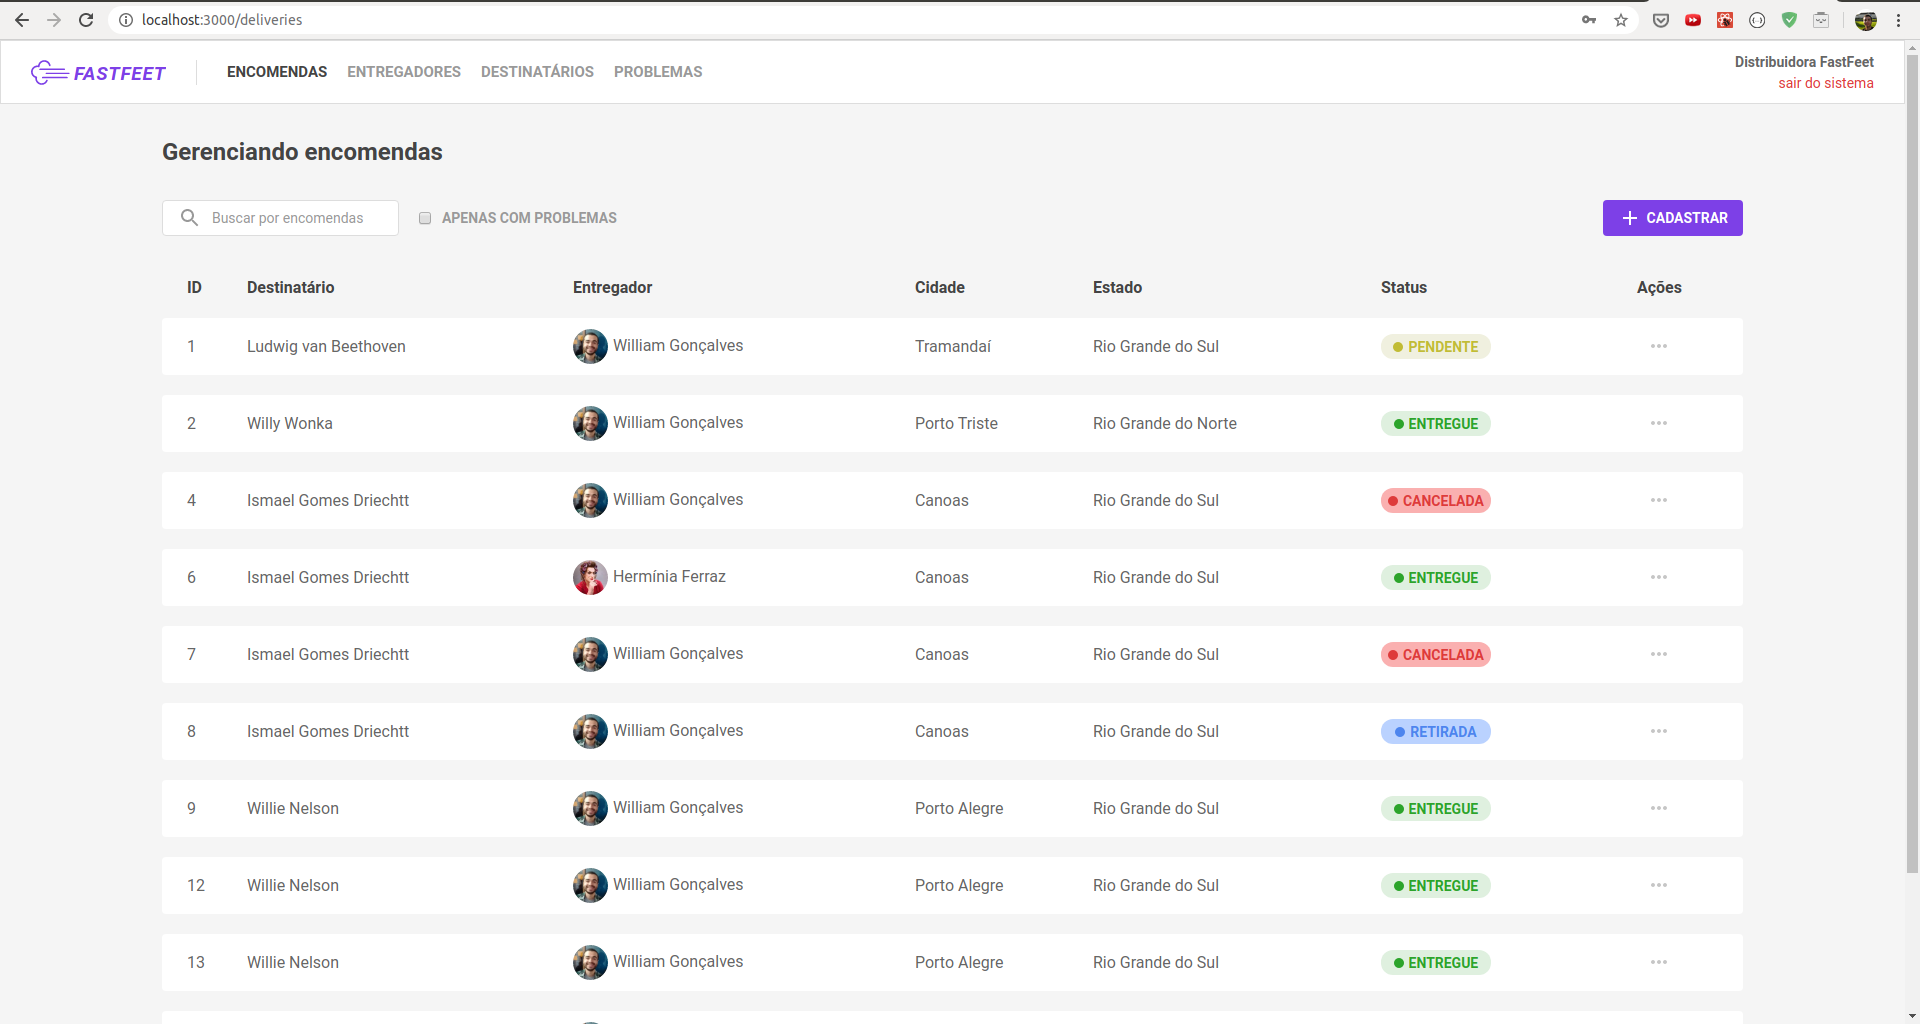 localhost:3000/deliveries
FASTFEET ENCOMENDAS ENTREGADORES DESTINATÁRIOS PROBLEMAS Distribuidora FastFeet
sair do sistema
Gerenciando encomendas
Buscar por encomendas APENAS COM PROBLEMAS CADASTRAR
ID Destinatário Entregador Cidade Estado Status Ações
1 Ludwig van Beethoven William Gonçalves Tramandaí Rio Grande do Sul PENDENTE
2 Willy Wonka William Gonçalves Porto Triste Rio Grande do Norte ENTREGUE
4 Ismael Gomes Driechtt William Gonçalves Canoas Rio Grande do Sul CANCELADA
6 Ismael Gomes Driechtt Hermínia Ferraz Canoas Rio Grande do Sul ENTREGUE
7 Ismael Gomes Driechtt William Gonçalves Canoas Rio Grande do Sul CANCELADA
8 Ismael Gomes Driechtt William Gonçalves Canoas Rio Grande do Sul RETIRADA
9 Willie Nelson William Gonçalves Porto Alegre Rio Grande do Sul ENTREGUE
12 Willie Nelson William Gonçalves Porto Alegre Rio Grande do Sul ENTREGUE
13 Willie Nelson William Gonçalves Porto Alegre Rio Grande do Sul ENTREGUE